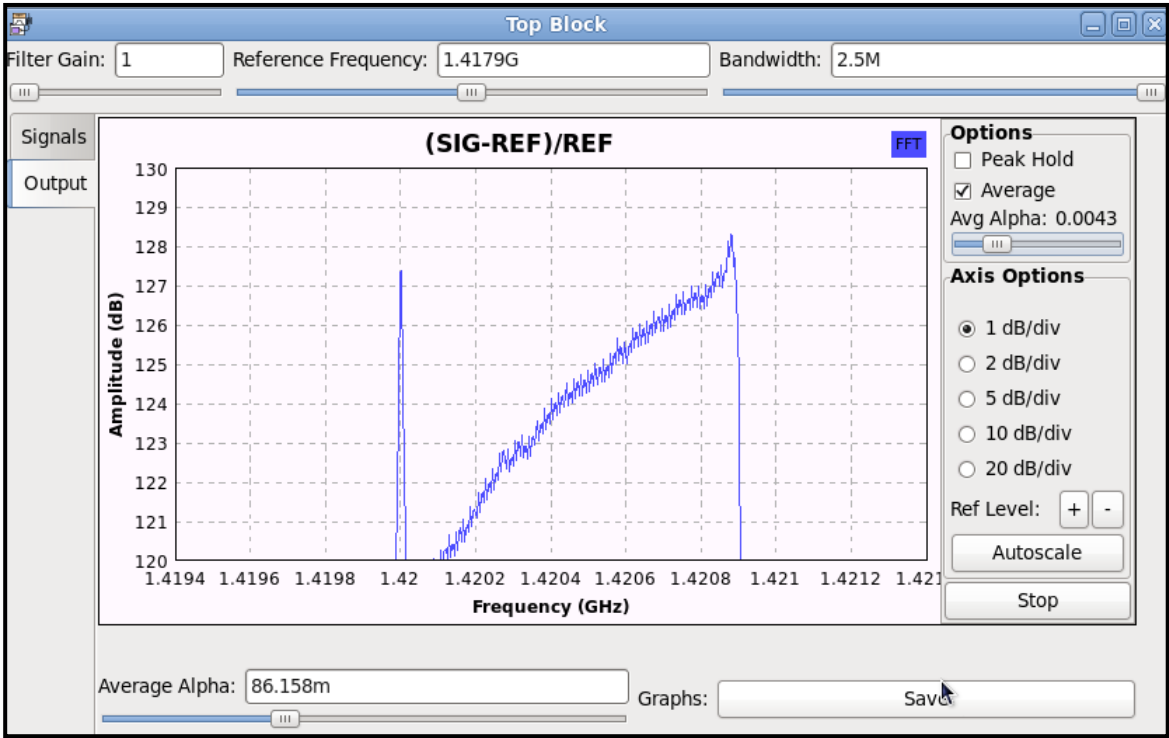 Top Block
Filter Gain: 1 Reference Frequency: 1.4179G Bandwidth: 2.5M
Signals
Output
(SIG-REF)/REF
FFT
Amplitude (dB)
130
129
128
127
126
125
124
123
122
121
120
1.4194 1.4196 1.4198 1.42 1.4202 1.4204 1.4206 1.4208 1.421 1.4212 1.421
Frequency (GHz)
Options
Peak Hold
Average
Avg Alpha: 0.0043
Axis Options
1 dB/div
2 dB/div
5 dB/div
10 dB/div
20 dB/div
Ref Level: + -
Autoscale
Stop
Average Alpha: 86.158m
Graphs: Save